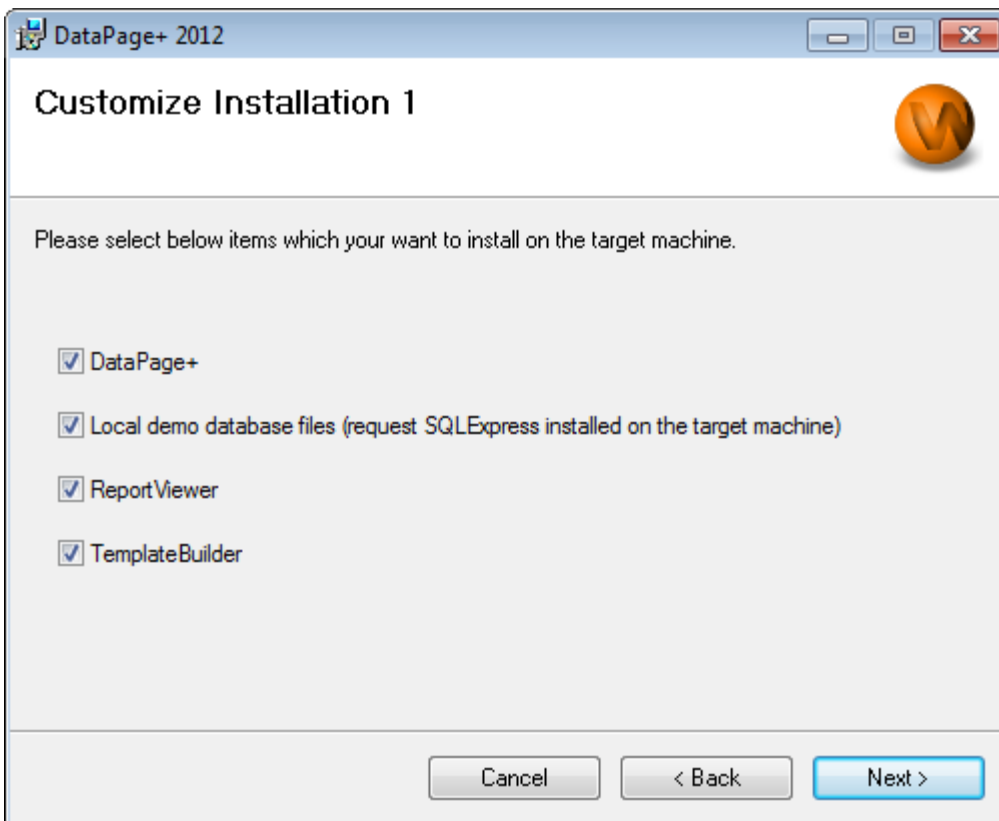 DataPage+ 2012
Customize Installation 1
W
Please select below items which your want to install on the target machine.
DataPage+
Local demo database files (request SQLExpress installed on the target machine)
ReportViewer
TemplateBuilder
Cancel
< Back
Next >